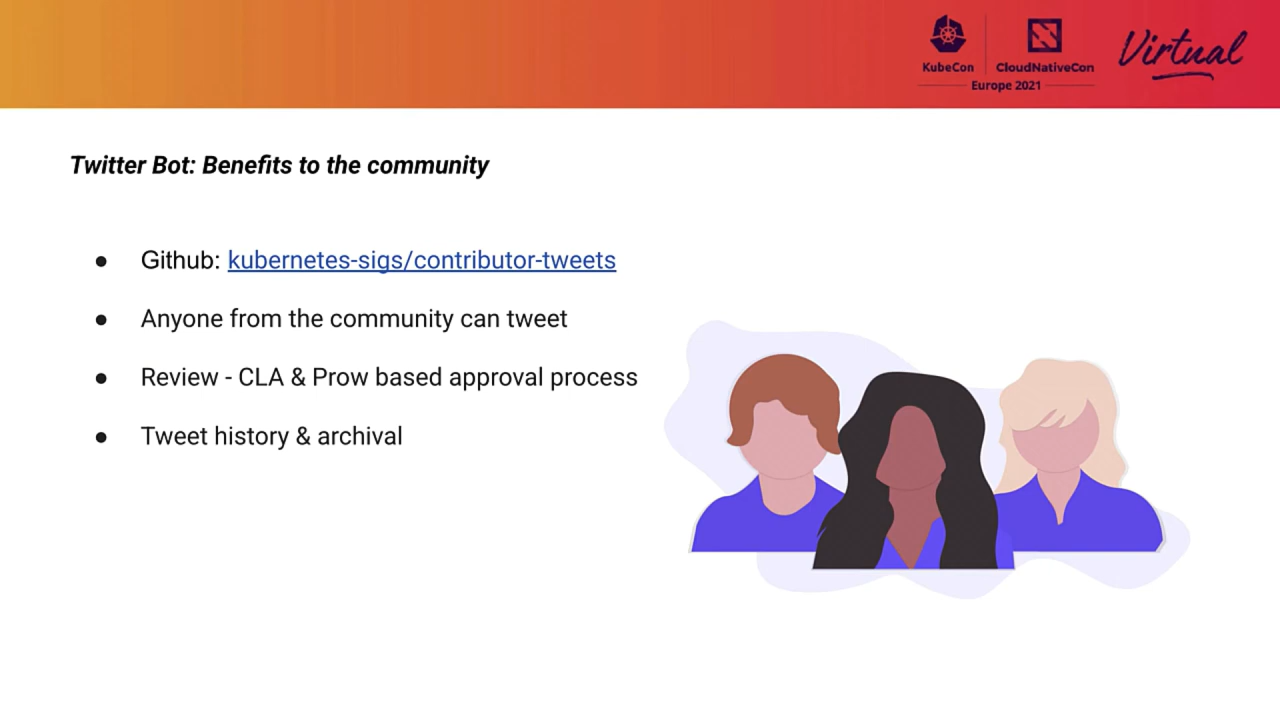 KubeCon
CloudNativeCon
Europe 2021
Virtual
Twitter Bot: Benefits to the community
● Github: kubernetes-sigs/contributor-tweets
● Anyone from the community can tweet
● Review - CLA & Prow based approval process
● Tweet history & archival